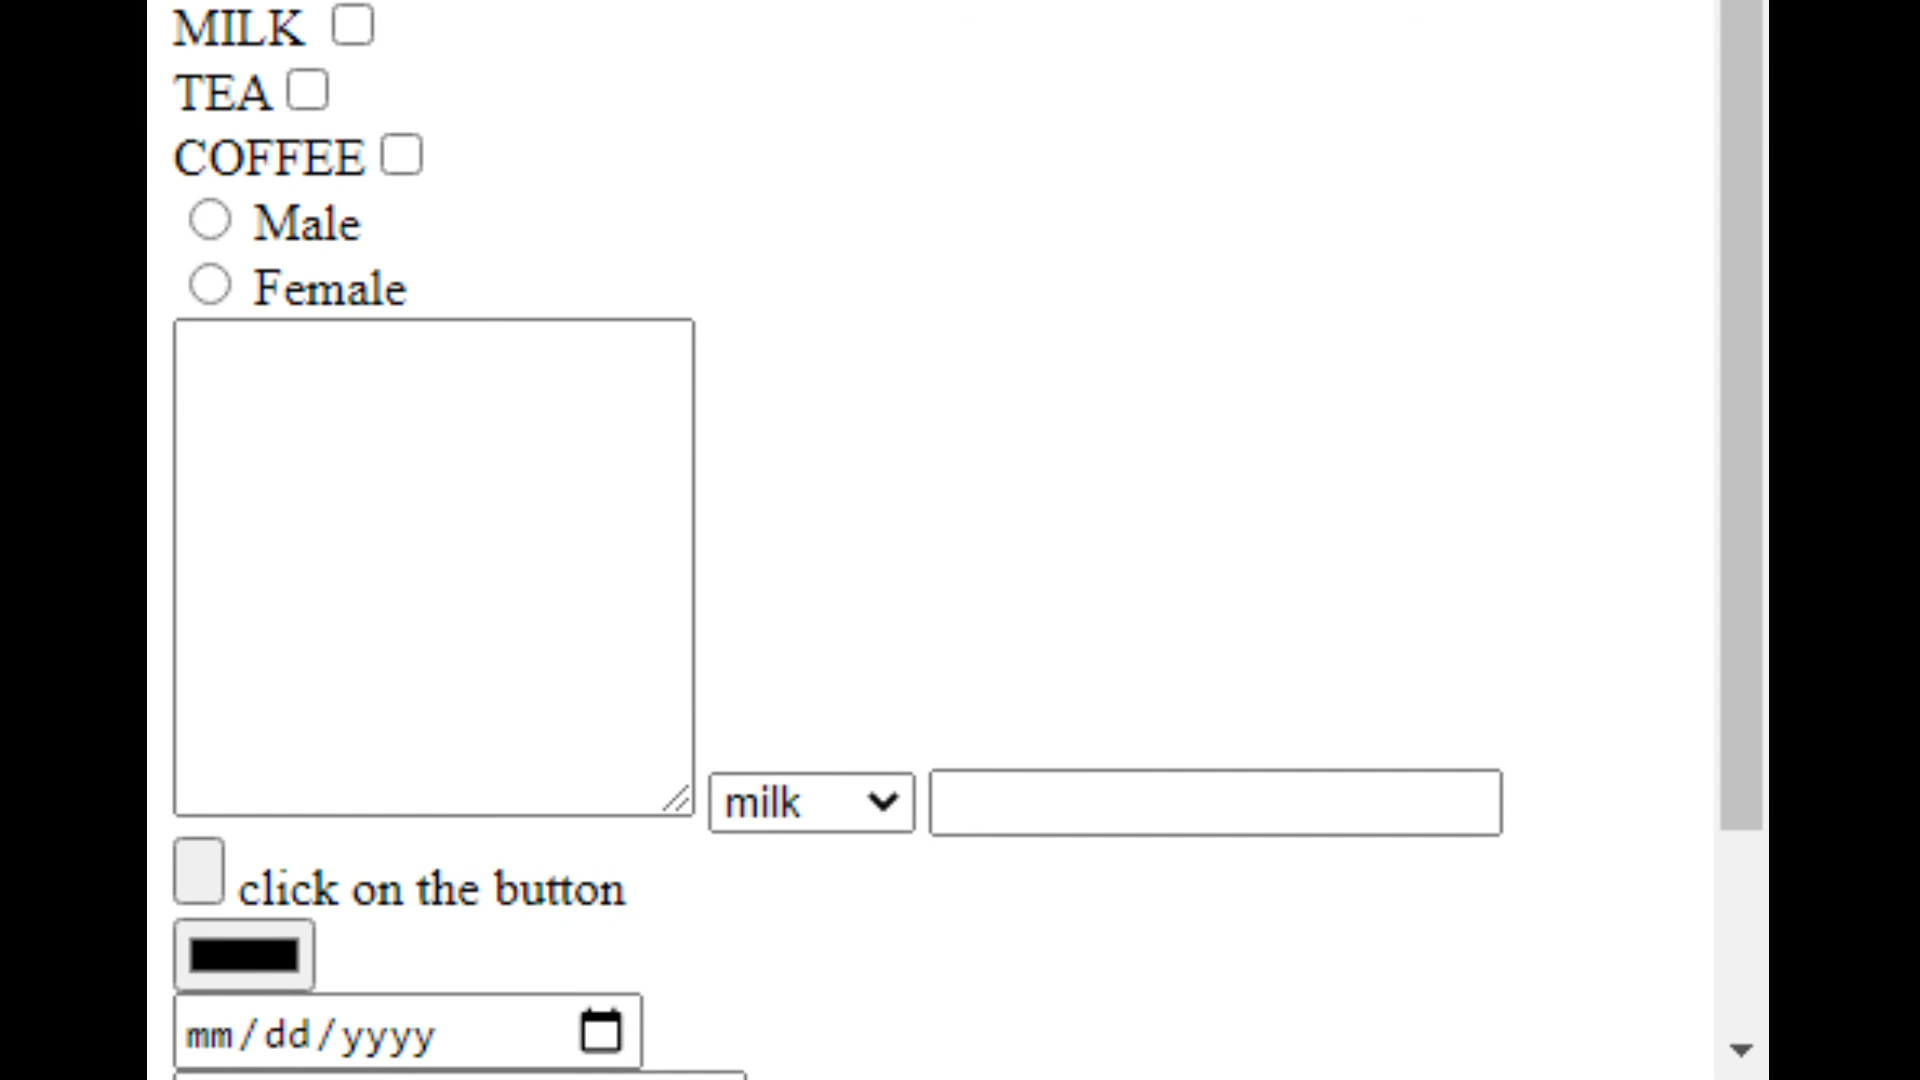 MILK
TEA
COFFEE
Male
Female
milk
click on the button
mm/dd/yyyy